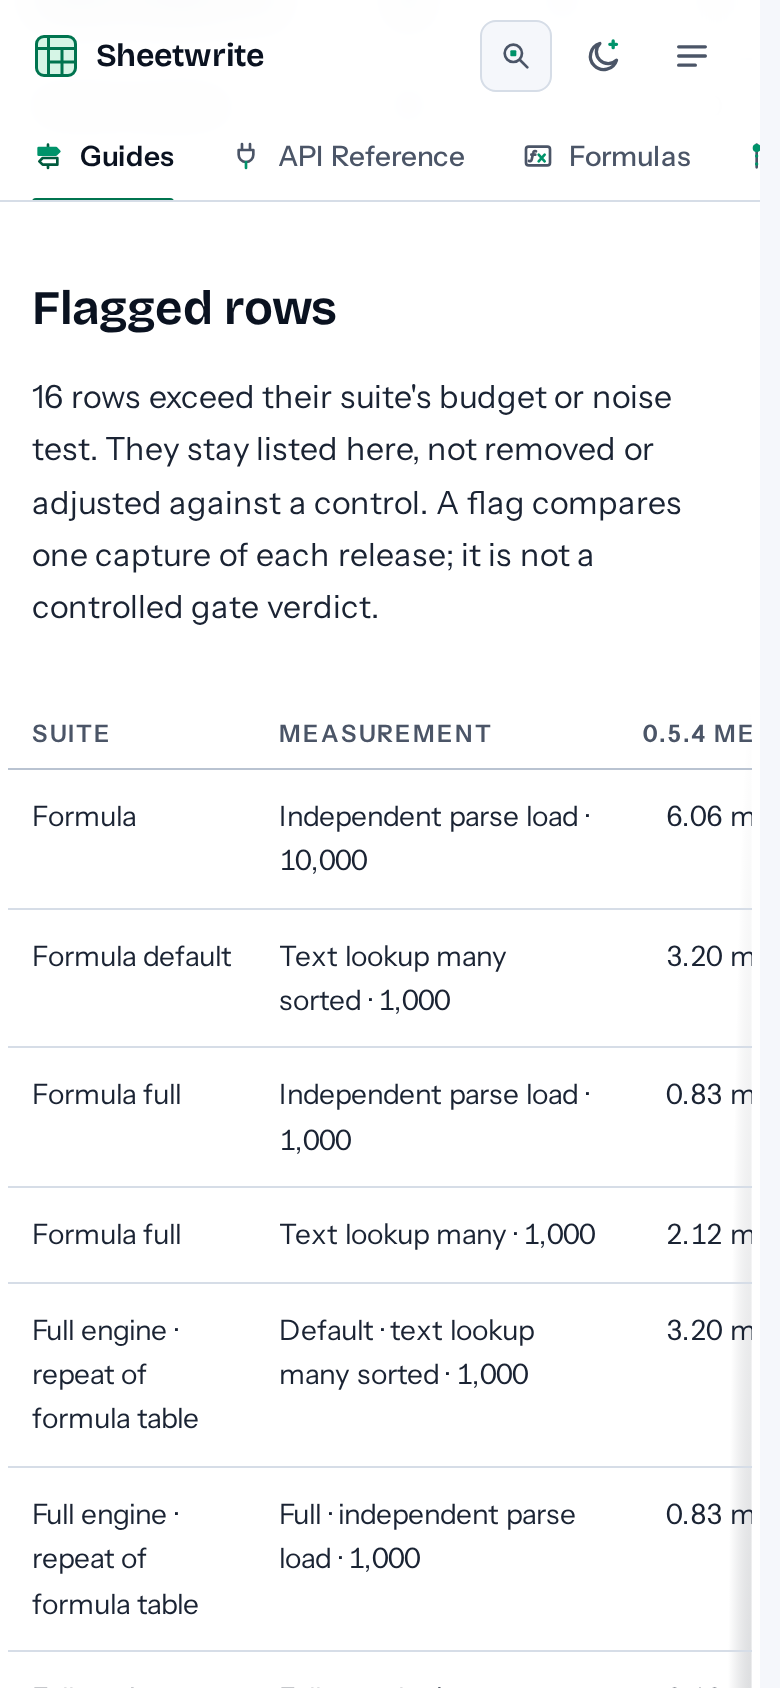 Sheetwrite
Guides
API Reference
Formulas
Flagged rows
16 rows exceed their suite's budget or noise
test. They stay listed here, not removed or
adjusted against a control. A flag compares
one capture of each release; it is not a
controlled gate verdict.
SUITE MEASUREMENT 0.5.4 ME
Formula Independent parse load · 6.06 m
10,000
Formula default Text lookup many 3.20 m
sorted · 1,000
Formula full Independent parse load · 0.83 m
1,000
Formula full Text lookup many · 1,000 2.12 m
Full engine · Default · text lookup 3.20 m
repeat of many sorted · 1,000
formula table
Full engine · Full · independent parse 0.83 m
repeat of load · 1,000
formula table